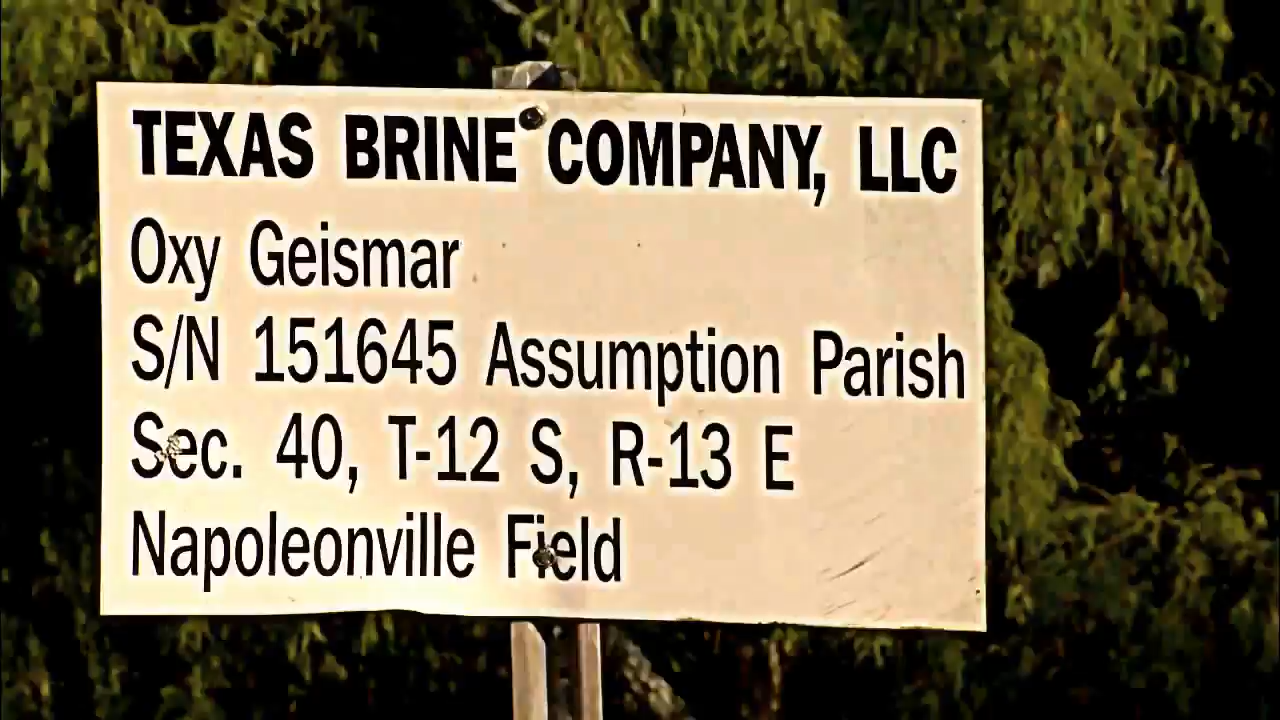 TEXAS BRINE COMPANY, LLC
Oxy Geismar
S/N 151645 Assumption Parish
Sec. 40, T-12 S, R-13 E
Napoleonville Field